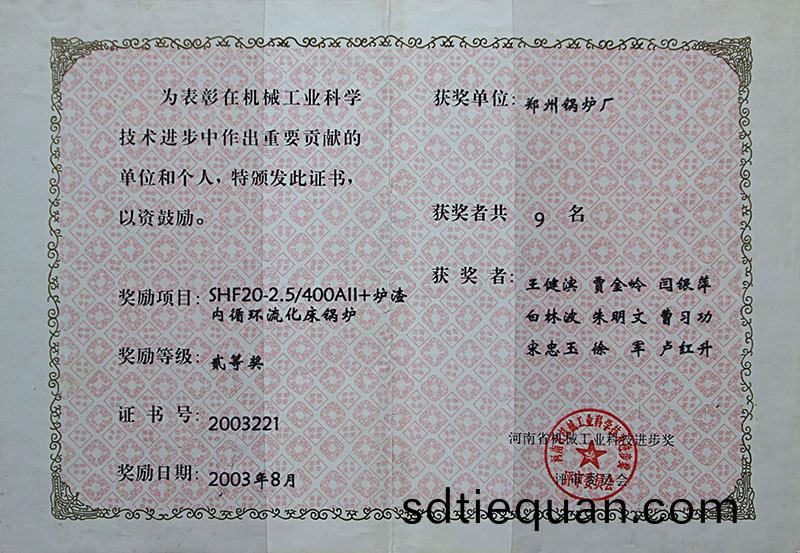 为表彰在机械工业科学
技术进步中作出重要贡献的
单位和个人，特颁发此证书，
以资鼓励。
奖励项目：SHF20-2.5/400AII+炉渣
内循环流化床锅炉
奖励等级：贰等奖
证书号：2003221
奖励日期：2003年8月
获奖单位：郑州锅炉厂
获奖者共 9 名
获奖者：王健滨 贾金岭 闫银萍
白林波 朱明文 曹习功
宋忠玉 徐军 卢红升
河南省机械工业科技进步奖
评审委员会
sdtiequan.com